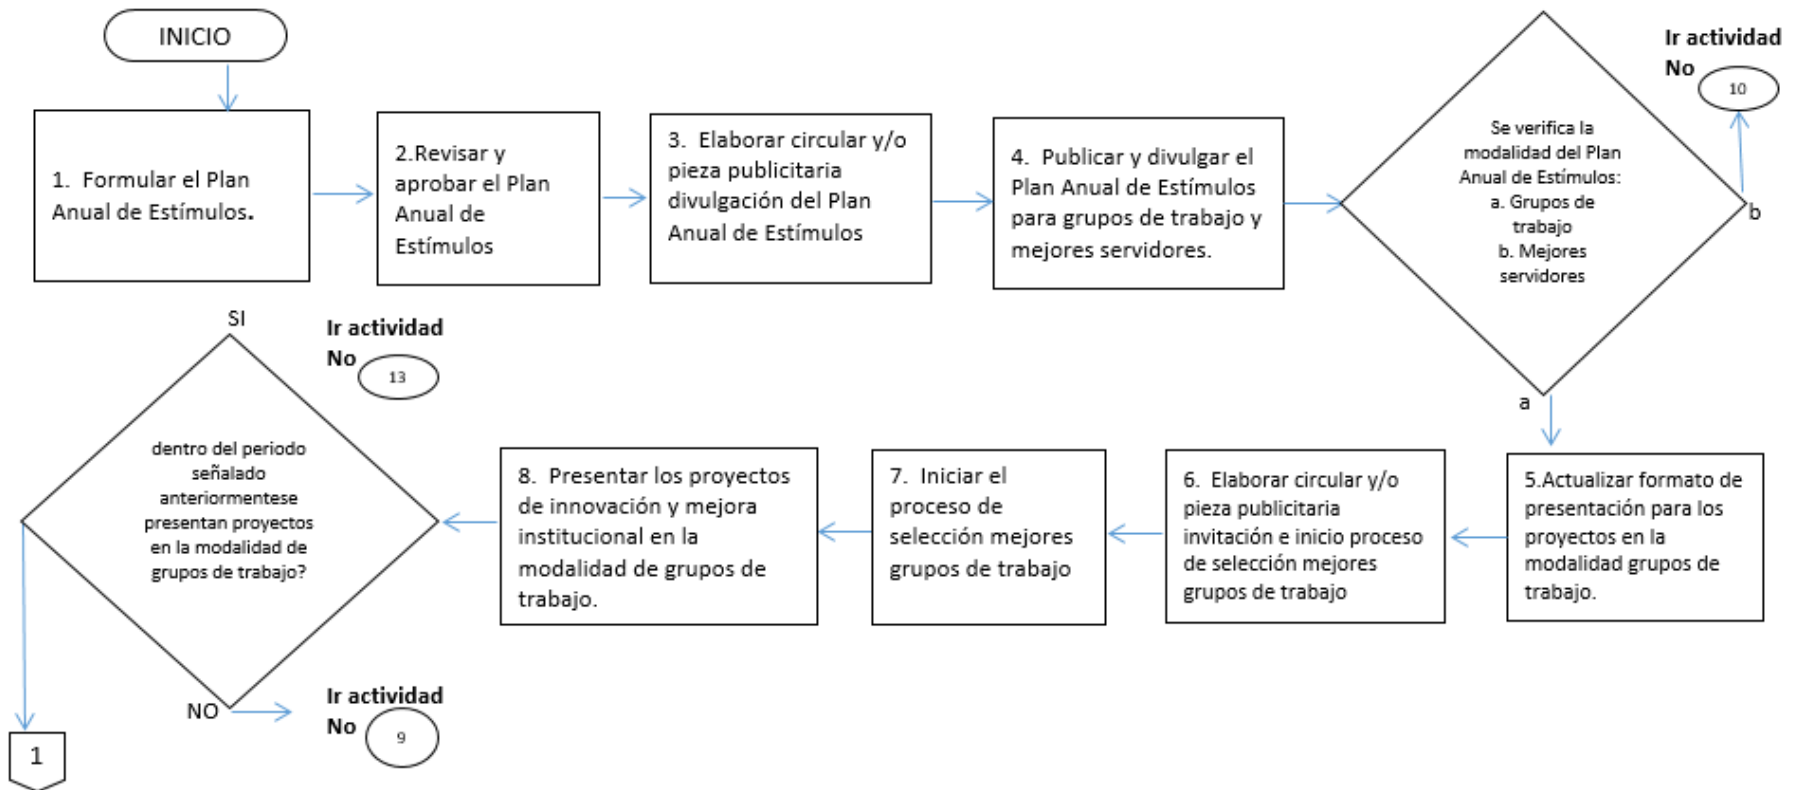 INICIO
1. Formular el Plan
Anual de Estímulos.
2.Revisar y
aprobar el Plan
Anual de
Estímulos
3. Elaborar circular y/o
pieza publicitaria
divulgación del Plan
Anual de Estímulos
4. Publicar y divulgar el
Plan Anual de Estímulos
para grupos de trabajo y
mejores servidores.
Se verifica la
modalidad del Plan
Anual de Estímulos:
a. Grupos de
trabajo
b. Mejores
servidores
Ir actividad
No
10
b
a
5.Actualizar formato de
presentación para los
proyectos en la
modalidad grupos de
trabajo.
6. Elaborar circular y/o
pieza publicitaria
invitación e inicio proceso
de selección mejores
grupos de trabajo
7. Iniciar el
proceso de
selección mejores
grupos de trabajo
8. Presentar los proyectos
de innovación y mejora
institucional en la
modalidad de grupos de
trabajo.
SI
Ir actividad
No
13
dentro del periodo
señalado
anteriormentese
presentan proyectos
en la modalidad de
grupos de trabajo?
NO
Ir actividad
No
9
1